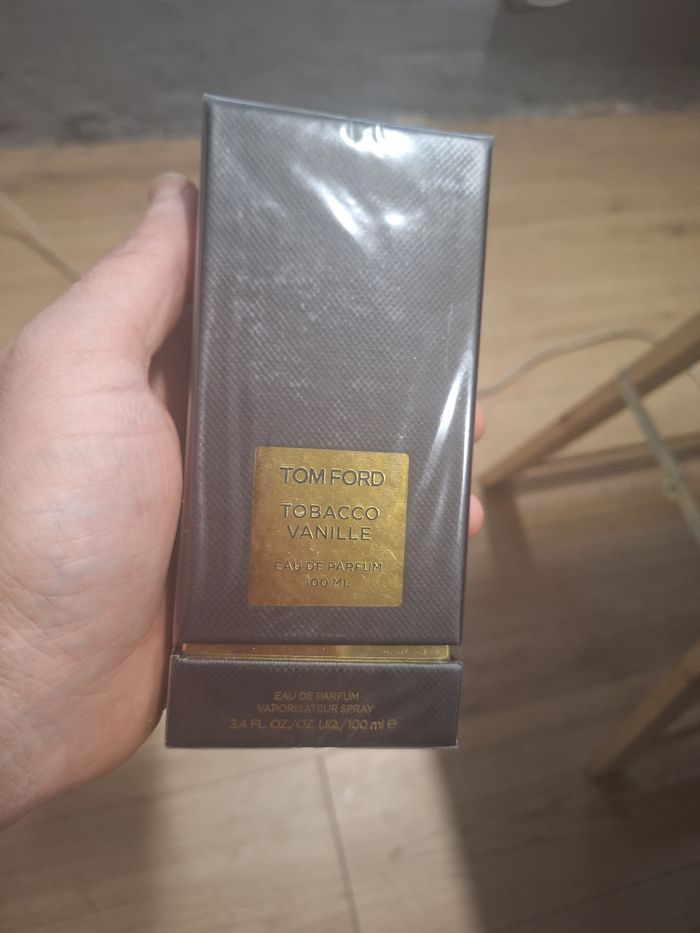 TOM FORD
TOBACCO
VANILLE
EAU DE PARFUM
100 ML
EAU DE PARFUM
VAPORISATEUR SPRAY
3.4 FL. OZ./OZ. LIQ./100 ml ℮